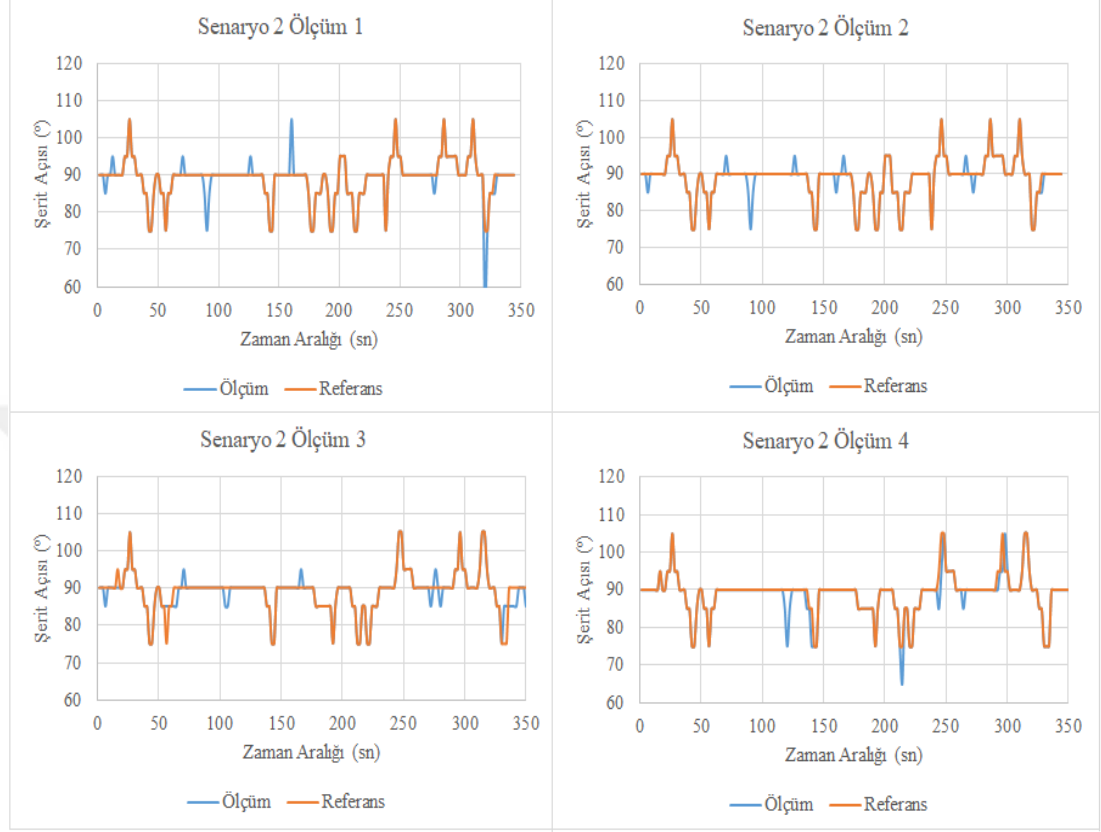 Senaryo 2 Ölçüm 1
120
110
100
90
80
70
60
Şerit Açısı (º)
0 50 100 150 200 250 300 350
Zaman Aralığı (sn)
Ölçüm Referans
Senaryo 2 Ölçüm 2
120
110
100
90
80
70
60
Şerit Açısı (º)
0 50 100 150 200 250 300 350
Zaman Aralığı (sn)
Ölçüm Referans
Senaryo 2 Ölçüm 3
120
110
100
90
80
70
60
Şerit Açısı (º)
0 50 100 150 200 250 300 350
Zaman Aralığı (sn)
Ölçüm Referans
Senaryo 2 Ölçüm 4
120
110
100
90
80
70
60
Şerit Açısı (º)
0 50 100 150 200 250 300 350
Zaman Aralığı (sn)
Ölçüm Referans